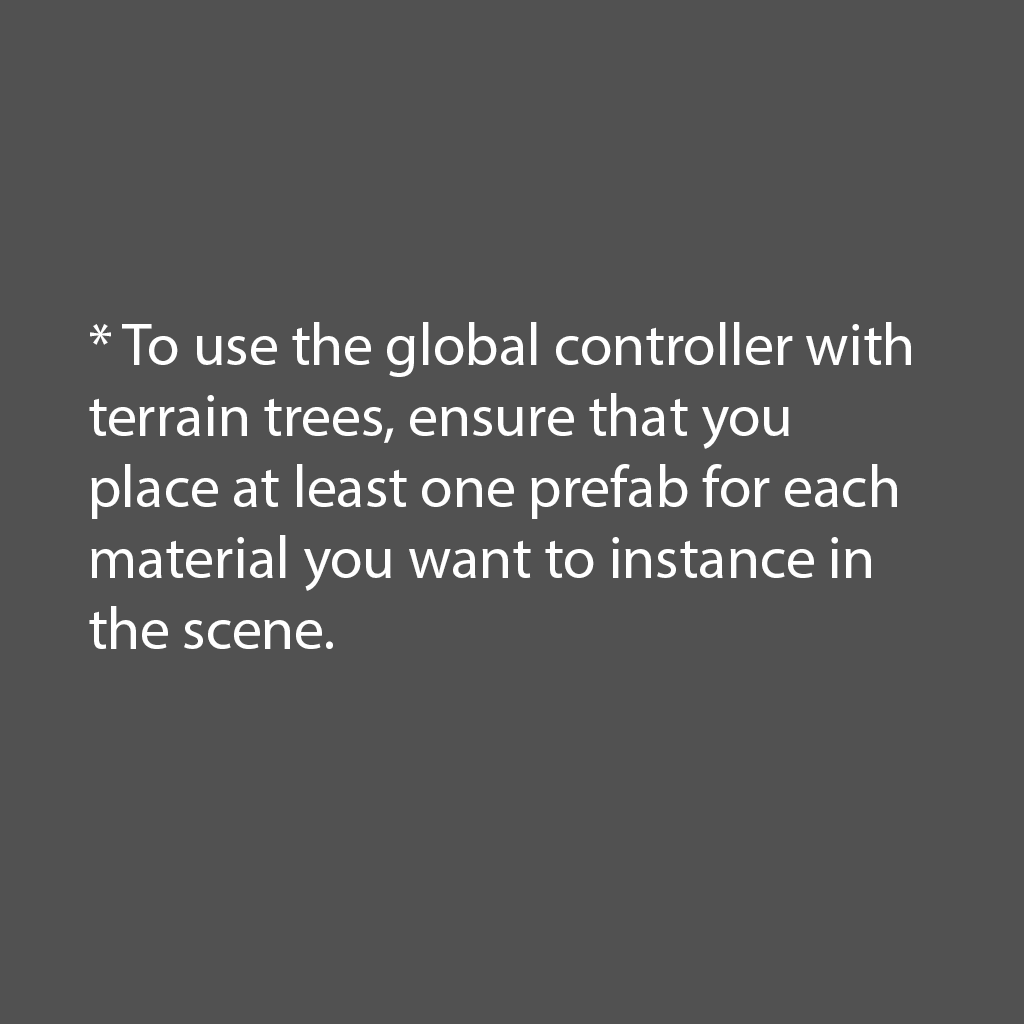 * To use the global controller with
terrain trees, ensure that you
place at least one prefab for each
material you want to instance in
the scene.